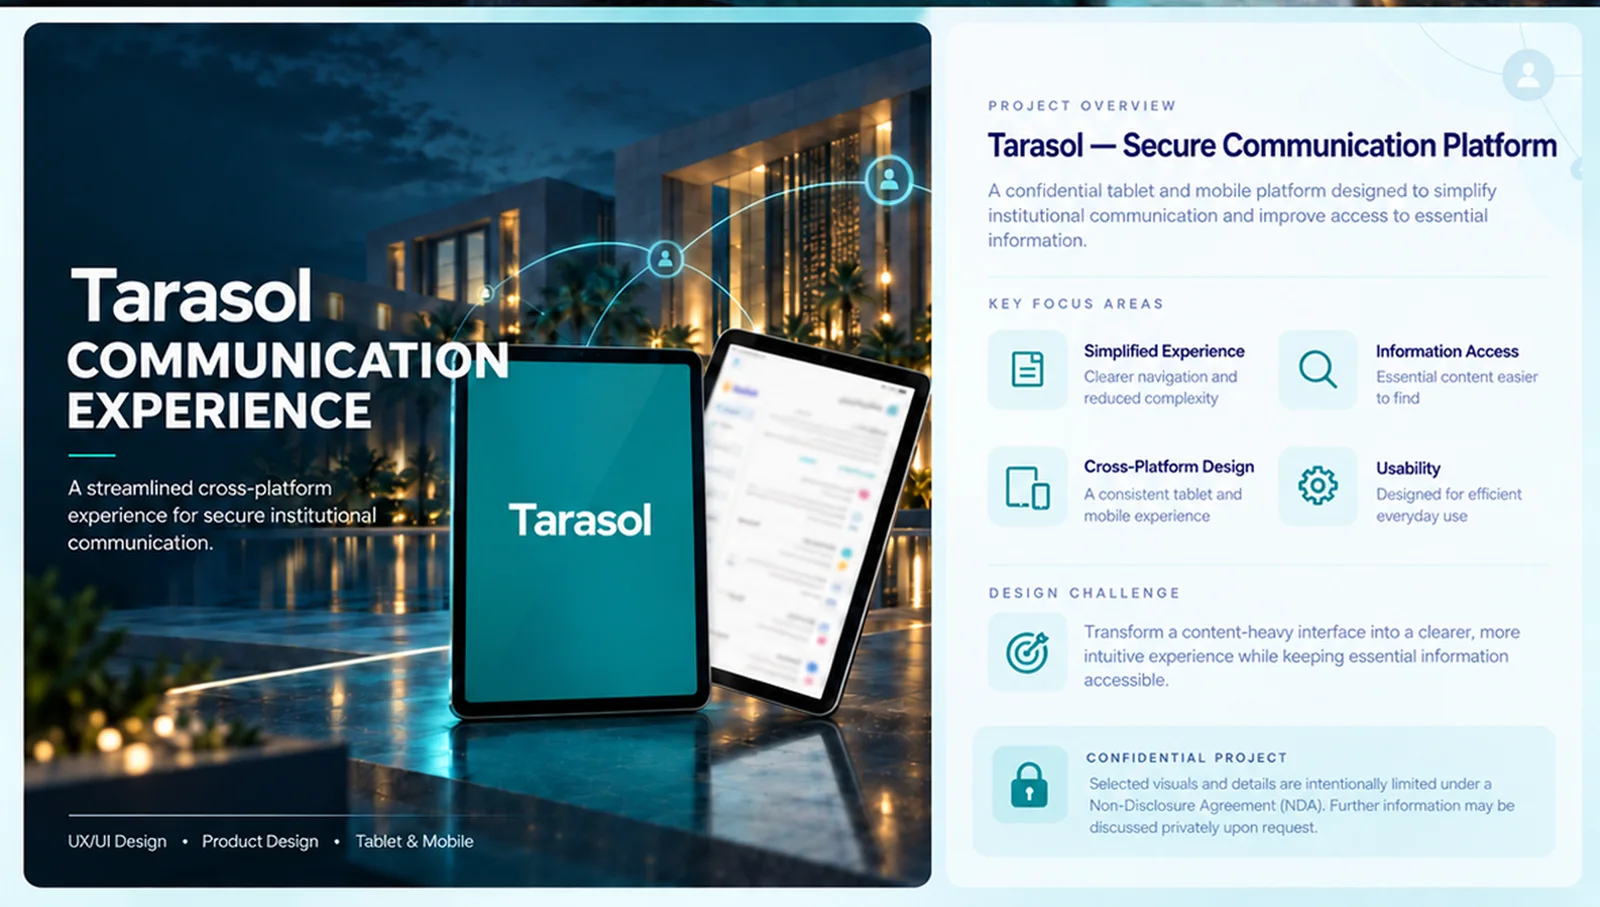 Tarasol
COMMUNICATION
EXPERIENCE
A streamlined cross-platform
experience for secure institutional
communication.
Tarasol
UX/UI Design • Product Design • Tablet & Mobile
PROJECT OVERVIEW
Tarasol — Secure Communication Platform
A confidential tablet and mobile platform designed to simplify
institutional communication and improve access to essential
information.
KEY FOCUS AREAS
Simplified Experience
Clearer navigation and
reduced complexity
Information Access
Essential content easier
to find
Cross-Platform Design
A consistent tablet and
mobile experience
Usability
Designed for efficient
everyday use
DESIGN CHALLENGE
Transform a content-heavy interface into a clearer, more
intuitive experience while keeping essential information
accessible.
CONFIDENTIAL PROJECT
Selected visuals and details are intentionally limited under a
Non-Disclosure Agreement (NDA). Further information may be
discussed privately upon request.